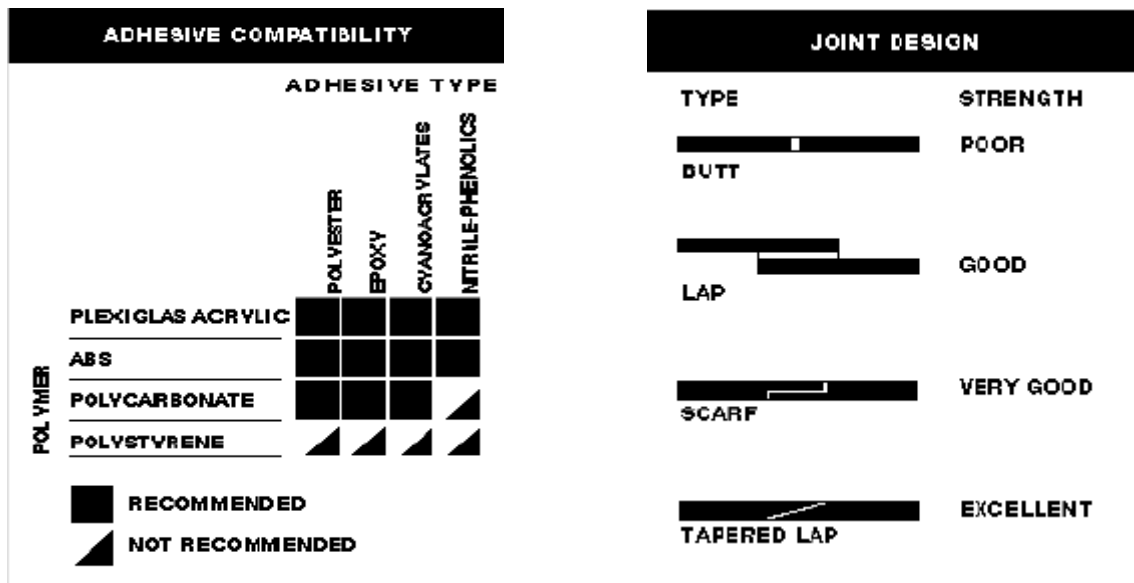 ADHESIVE COMPATIBILITY
ADHESIVE TYPE
POLYESTER
EPOXY
CYANOACRYLATES
NITRILE-PHENOLICS
POLYMER
PLEXIGLAS ACRYLIC
ABS
POLYCARBONATE
POLYSTYRENE
RECOMMENDED
NOT RECOMMENDED
JOINT DESIGN
TYPE STRENGTH
POOR
BUTT
GOOD
LAP
VERY GOOD
SCARF
EXCELLENT
TAPERED LAP